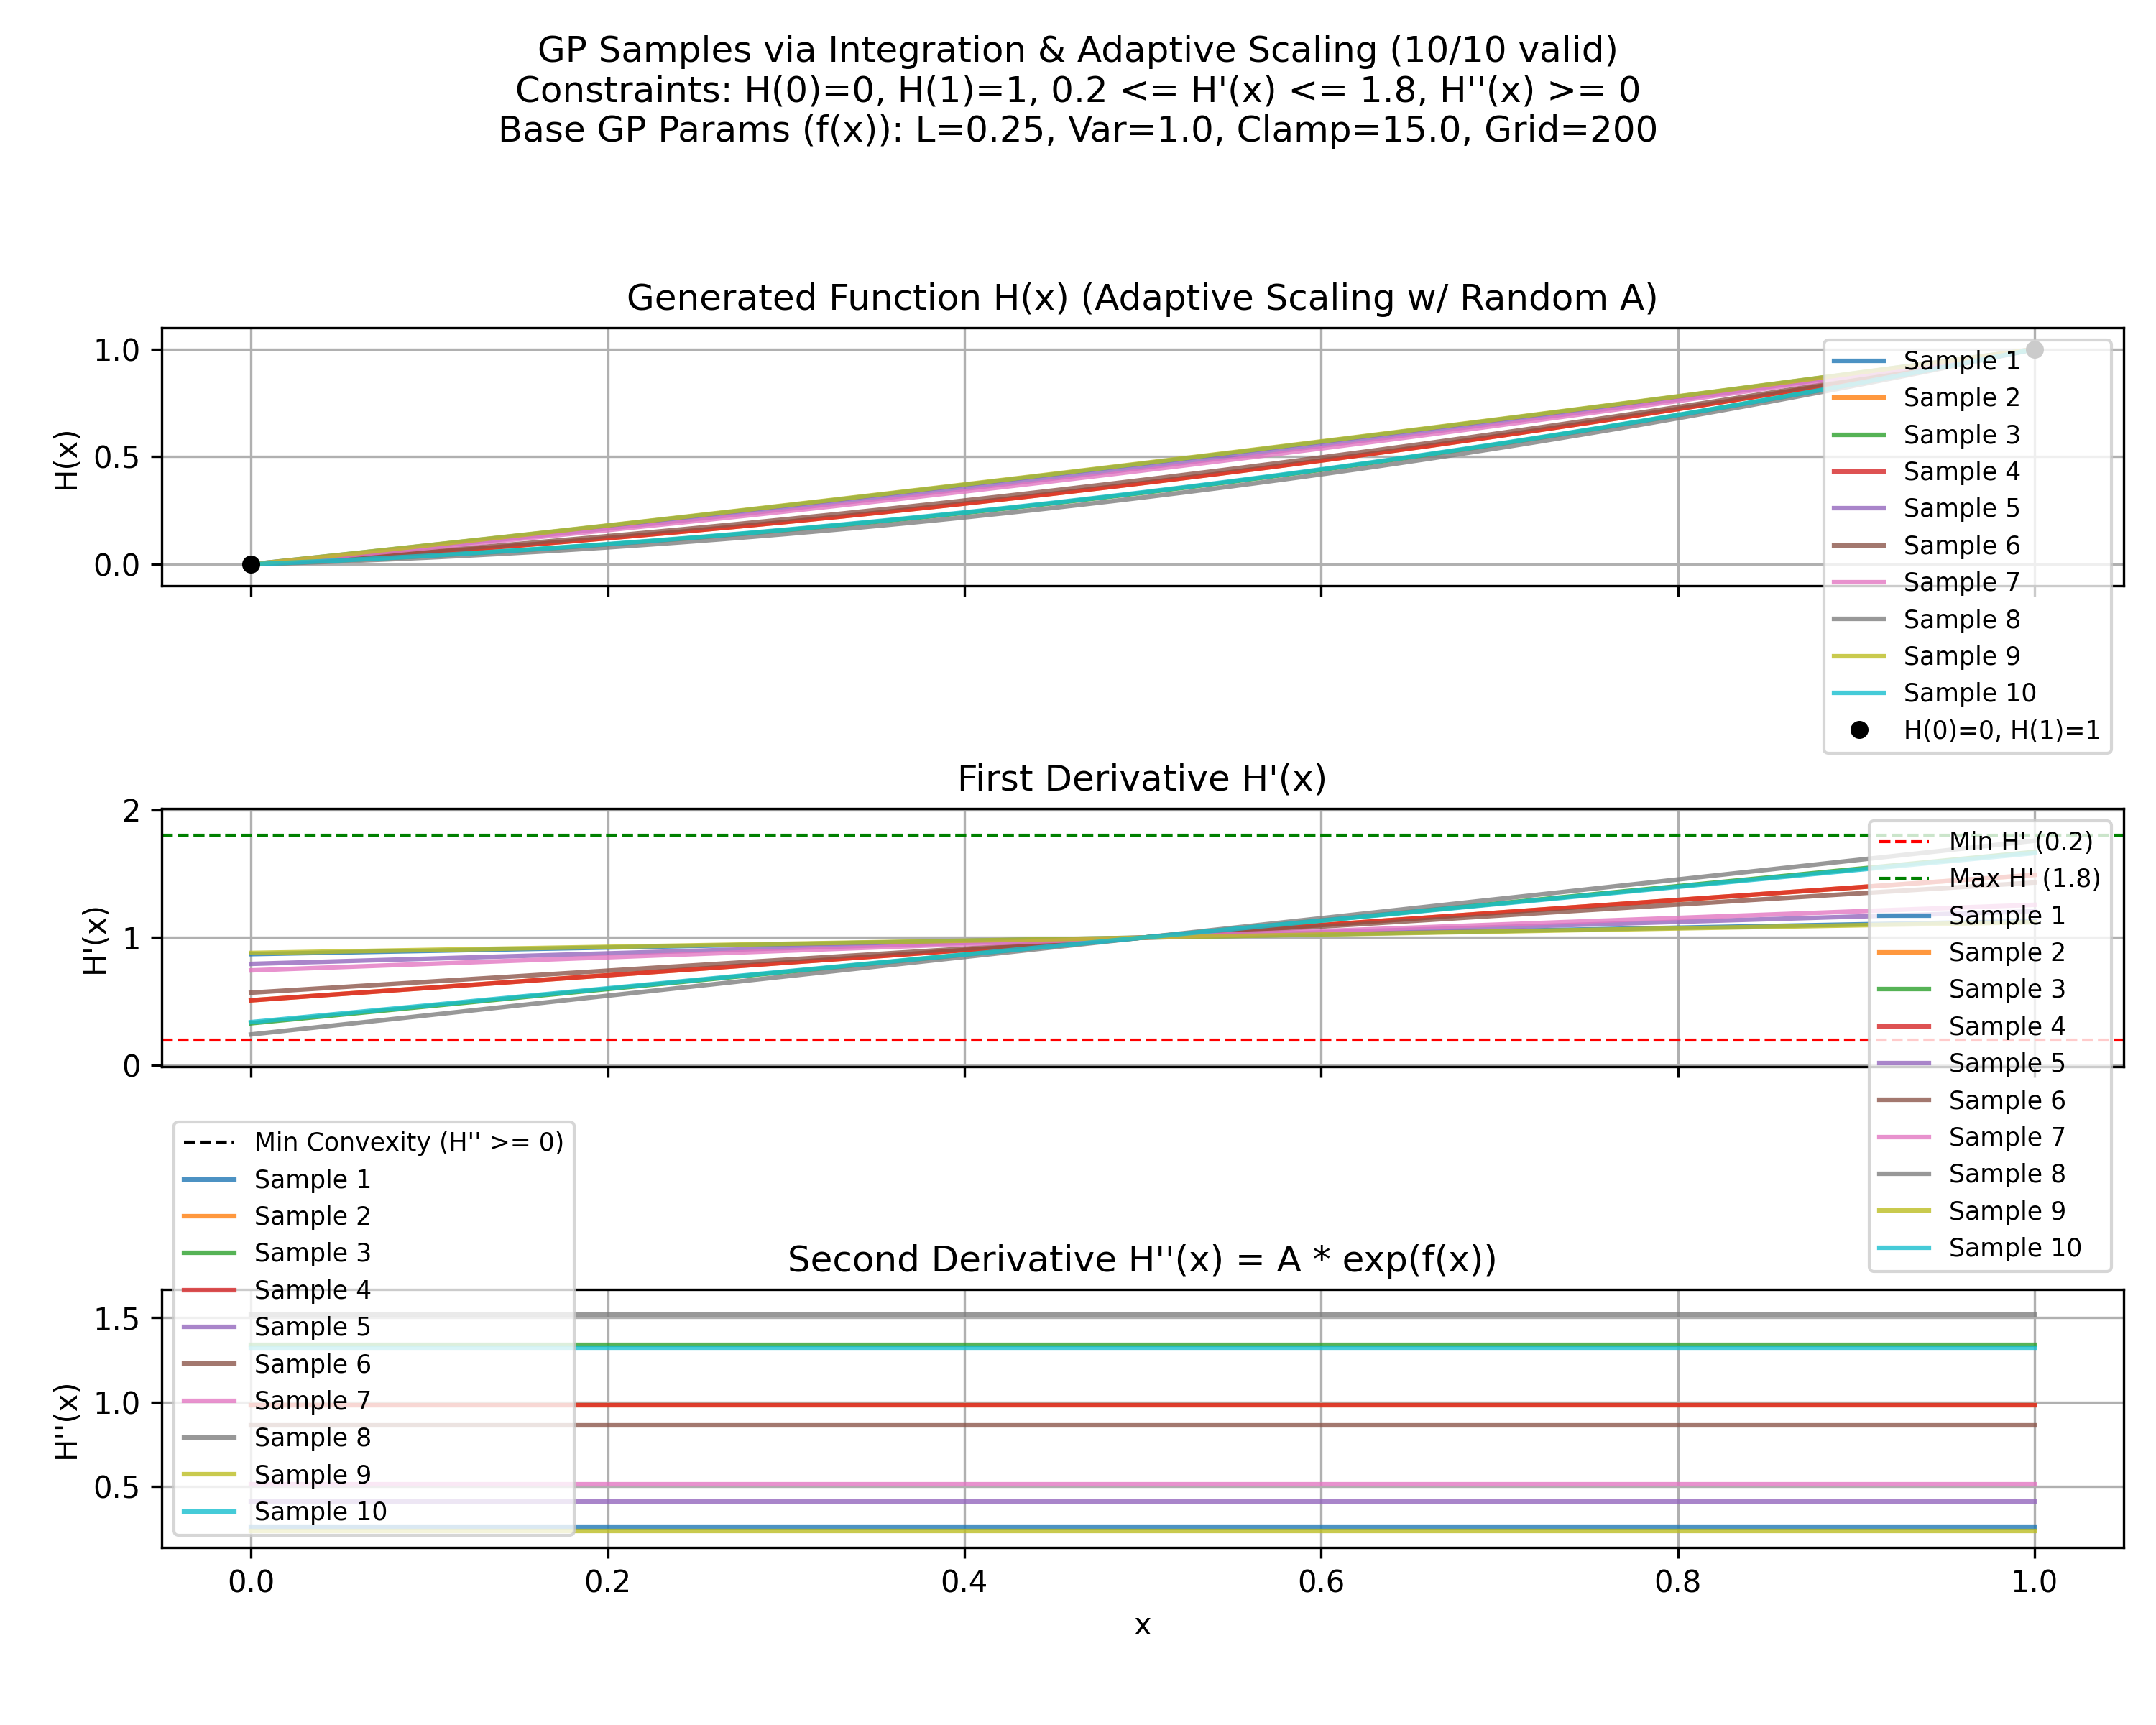 GP Samples via Integration & Adaptive Scaling (10/10 valid)
Constraints: H(0)=0, H(1)=1, 0.2 <= H'(x) <= 1.8, H''(x) >= 0
Base GP Params (f(x)): L=0.25, Var=1.0, Clamp=15.0, Grid=200
Generated Function H(x) (Adaptive Scaling w/ Random A)
H(x)
1.0
0.5
0.0
Sample 1
Sample 2
Sample 3
Sample 4
Sample 5
Sample 6
Sample 7
Sample 8
Sample 9
Sample 10
H(0)=0, H(1)=1
First Derivative H'(x)
H'(x)
2
1
0
Min H' (0.2)
Max H' (1.8)
Sample 1
Sample 2
Sample 3
Sample 4
Sample 5
Sample 6
Sample 7
Sample 8
Sample 9
Sample 10
Second Derivative H''(x) = A * exp(f(x))
Min Convexity (H'' >= 0)
Sample 1
Sample 2
Sample 3
Sample 4
Sample 5
Sample 6
Sample 7
Sample 8
Sample 9
Sample 10
H''(x)
1.5
1.0
0.5
0.0
0.2
0.4
0.6
0.8
1.0
x